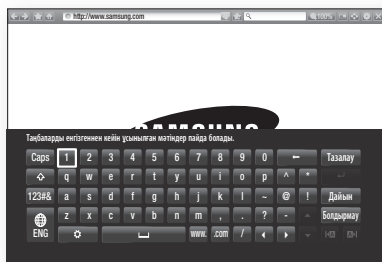 http://www.samsung.com
Таңбаларды енгізгеннен кейін ұсынылған мәтіндер пайда болады.
Caps 1 2 3 4 5 6 7 8 9 0 ← Тазалау
q w e r t y u i o p ^ *
123#& a s d f g h j k l ~ @ ! Дайын
z x c v b n m , . ? - Болдырмау
ENG www. .com /